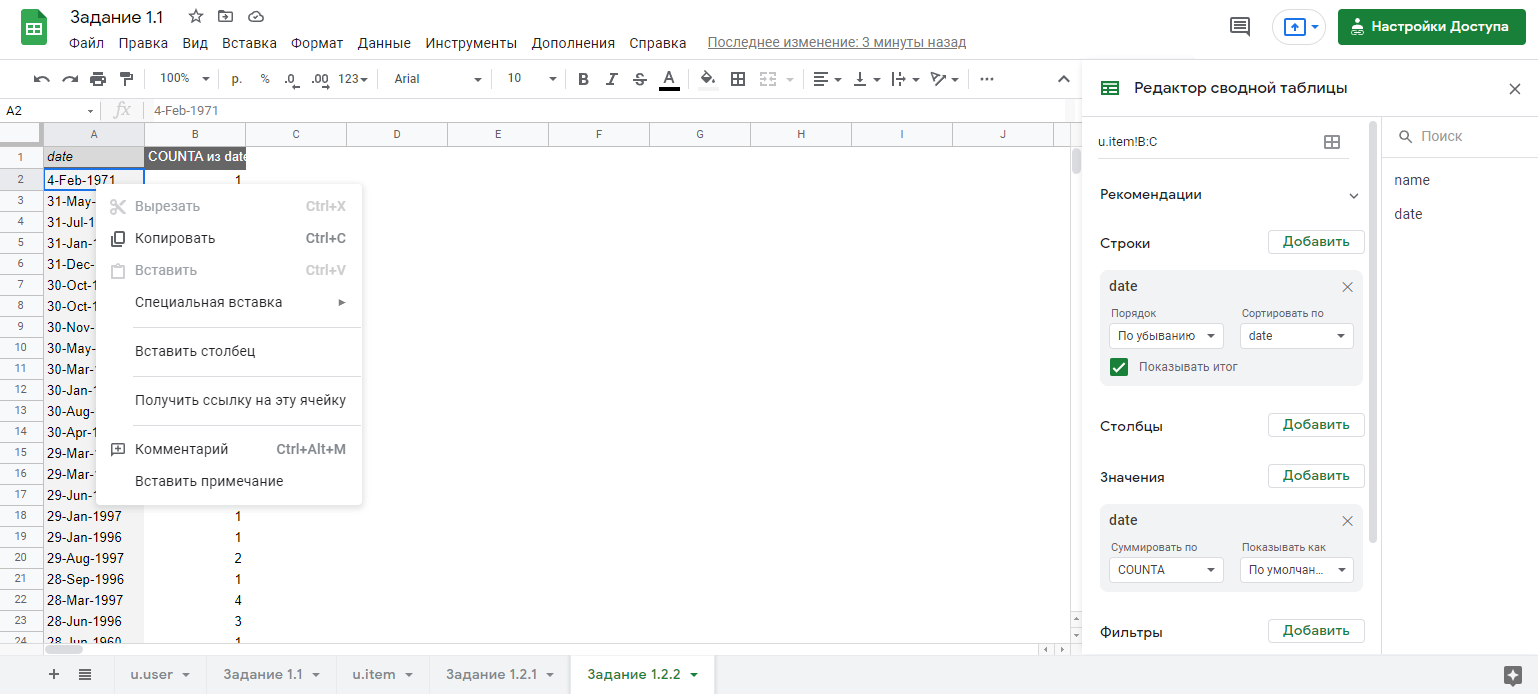 Задание 1.1
Файл Правка Вид Вставка Формат Данные Инструменты Дополнения Справка Последнее изменение: 3 минуты назад
Настройки Доступа
100% р. % .0 .00 123 Arial 10 B I S A
A2 fx 4-Feb-1971
A B C D E F G H I J
1 date COUNTA из date
2 4-Feb-1971 1
3 31-May-
4 31-Jul-1
5 31-Jan-1
6 31-Dec-
7 30-Oct-1
8 30-Oct-1
9 30-Nov-
10 30-May-
11 30-Mar-
12 30-Jan-1
13 30-Aug-
14 30-Apr-1
15 29-Mar-
16 29-Mar-
17 29-Jun-1
18 29-Jan-1997 1
19 29-Jan-1996 1
20 29-Aug-1997 2
21 28-Sep-1996 1
22 28-Mar-1997 4
23 28-Jun-1996 3
24 28-Jun-1960 1
Вырезать Ctrl+X
Копировать Ctrl+C
Вставить Ctrl+V
Специальная вставка
Вставить столбец
Получить ссылку на эту ячейку
Комментарий Ctrl+Alt+M
Вставить примечание
Редактор сводной таблицы
u.item!B:C
Рекомендации
Строки Добавить
date
Порядок Сортировать по
По убыванию date
Показывать итог
Столбцы Добавить
Значения Добавить
date
Суммировать по Показывать как
COUNTA По умолчан...
Фильтры Добавить
Поиск
name
date
u.user Задание 1.1 u.item Задание 1.2.1 Задание 1.2.2